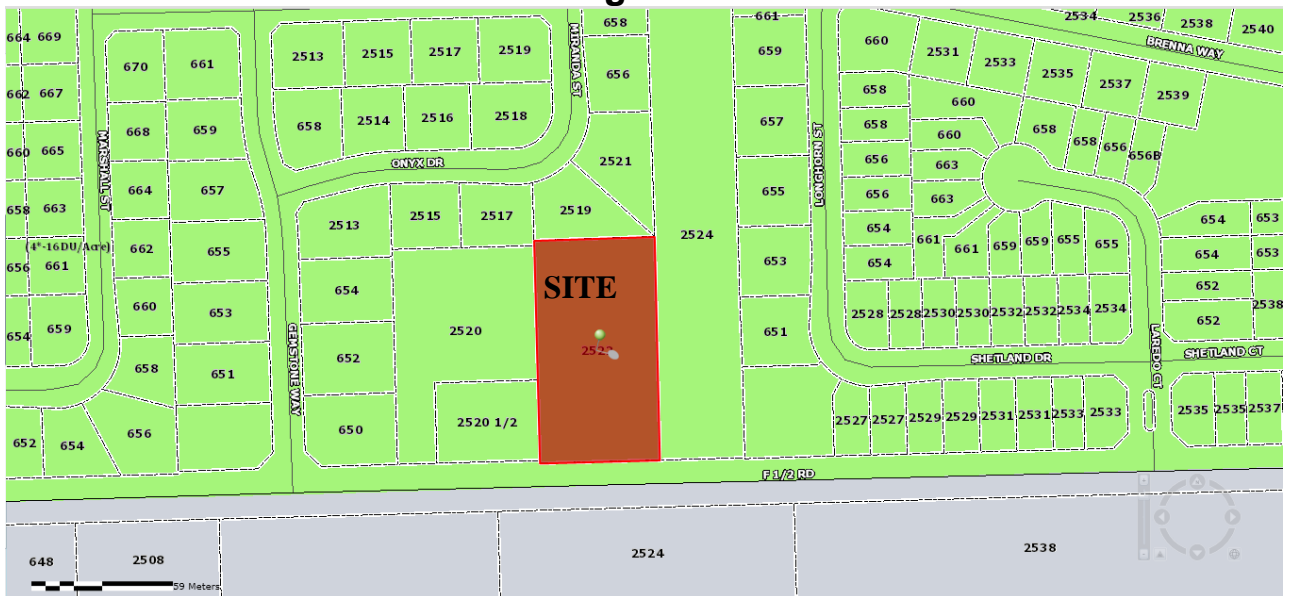 g
664 669
670 661
2513 2515 2517 2519
658
661
659
660
2531
2533
2534 2536 2538 2540
BRENNA WAY
2535
2537
2539
MIRANDA ST
656
662 667
668 659
658 2514 2516 2518
657
658
660
658
660
658
658 656
656B
660 665
MARSHALL ST
ONYX DR
2521
LONGHORN ST
656
663
664 657
655
656
663
658 663
2513 2515 2517 2519
2524
654
661 661 659 659 655 655
654 653
(4*-16DU/Acre)
662 655
653
654
654 653
656 661
SITE
652
654
660 653
2520
2528 2528 2530 2530 2532 2532 2534 2534
652
2538
654 659
GEMSTONE WAY
652
651
SHETLAND DR
LAREDO CT
SHETLAND CT
658 651
650
2520 1/2
2527 2527 2529 2529 2531 2531 2533 2533
2535 2535 2537
652 654 656
F 1/2 RD
648 2508
2524
2538
59 Meters